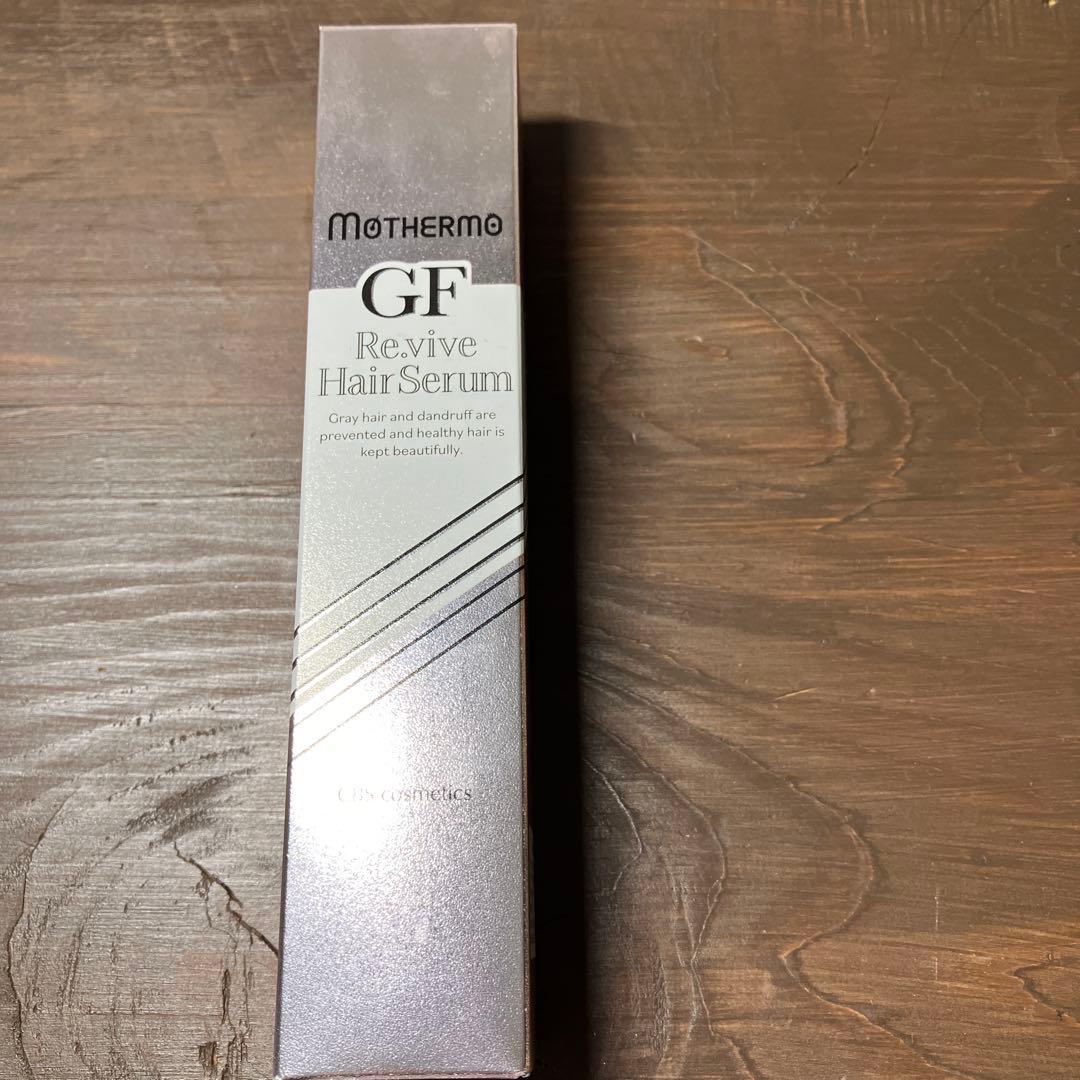 MOTHERMO
GF
Re.vive
Hair Serum
Gray hair and dandruff are
prevented and healthy hair is
kept beautifully.
CBS cosmetics